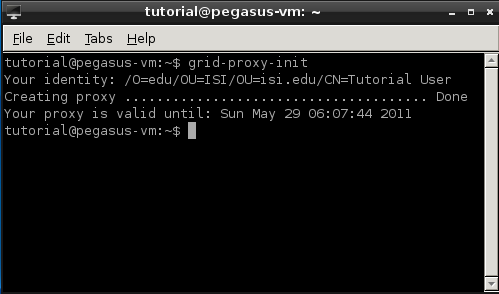 tutorial@pegasus-vm: ~
File Edit Tabs Help
tutorial@pegasus-vm:~$ grid-proxy-init
Your identity: /O=edu/OU=ISI/OU=isi.edu/CN=Tutorial User
Creating proxy ..................................... Done
Your proxy is valid until: Sun May 29 06:07:44 2011
tutorial@pegasus-vm:~$